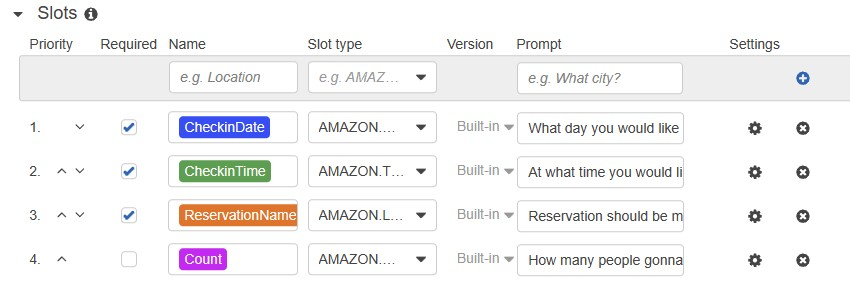 Slots
Priority Required Name Slot type Version Prompt Settings
e.g. Location e.g. AMAZ... e.g. What city?
1. CheckinDate AMAZON.... Built-in What day you would like
2. CheckinTime AMAZON.T... Built-in At what time you would li
3. ReservationName AMAZON.L... Built-in Reservation should be m
4. Count AMAZON.... Built-in How many people gonna